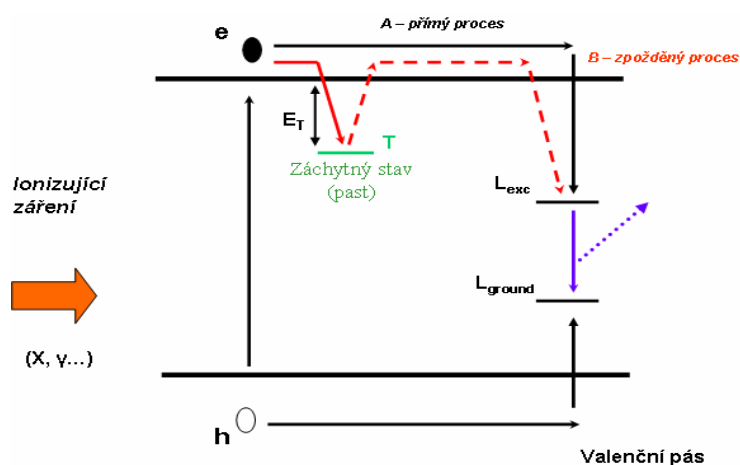 A – přímý proces
e
B – zpožděný proces
E_T
T
Záchytný stav
(past)
L_exc
Ionizující
záření
L_ground
(X, γ...)
h
Valenční pás